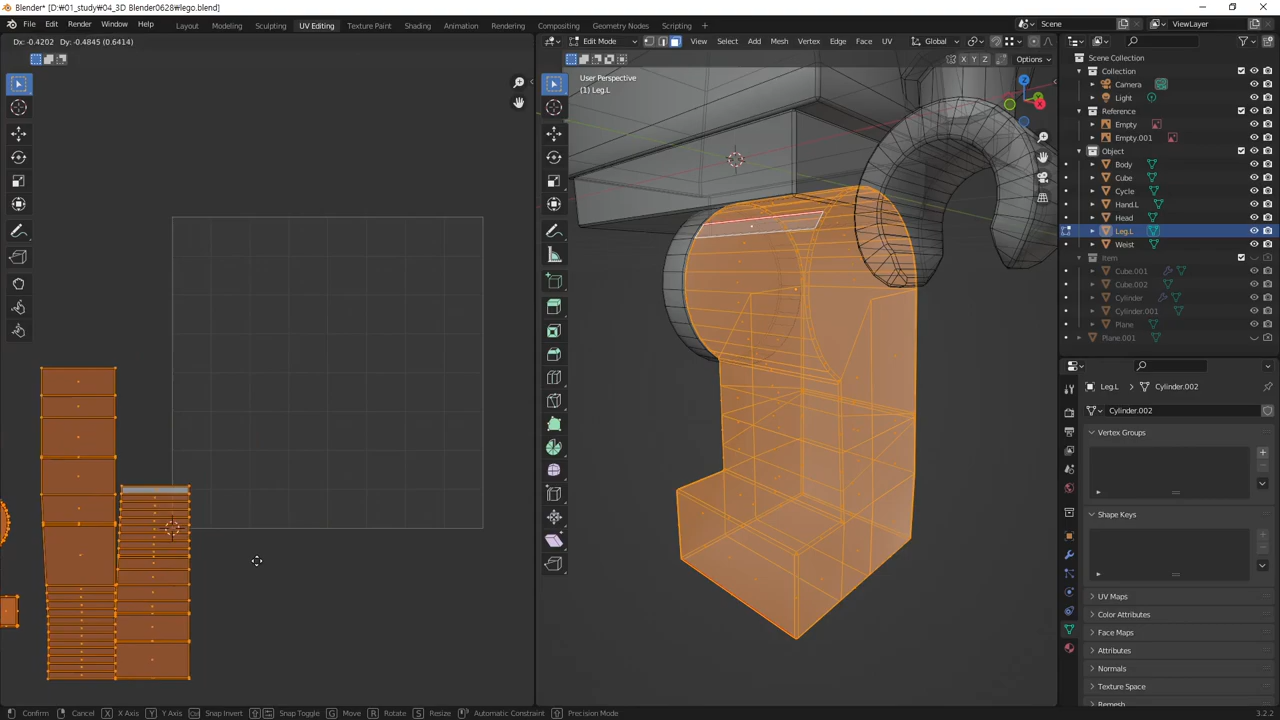 Blender* [D:₩01_study₩04_3D Blender0628₩lego.blend]
File Edit Render Window Help Layout Modeling Sculpting UV Editing Texture Paint Shading Animation Rendering Compositing Geometry Nodes Scripting + Scene ViewLayer
Dx: -0.4202 Dy: -0.4845 (0.6414)
Edit Mode View Select Add Mesh Vertex Edge Face UV Global
X Y Z Options
User Perspective
(1) Leg.L
Scene Collection
Collection
Camera
Light
Reference
Empty
Empty.001
Object
Body
Cube
Cycle
Hand.L
Head
Leg.L
Weist
Item
Cube.001
Cube.002
Cylinder
Cylinder.001
Plane
Plane.001
Leg.L Cylinder.002
Cylinder.002
Vertex Groups
Shape Keys
UV Maps
Color Attributes
Face Maps
Attributes
Normals
Texture Space
Remesh
Confirm Cancel X X Axis Y Y Axis Snap Invert Snap Toggle G Move R Rotate S Resize Automatic Constraint Precision Mode 3.2.2